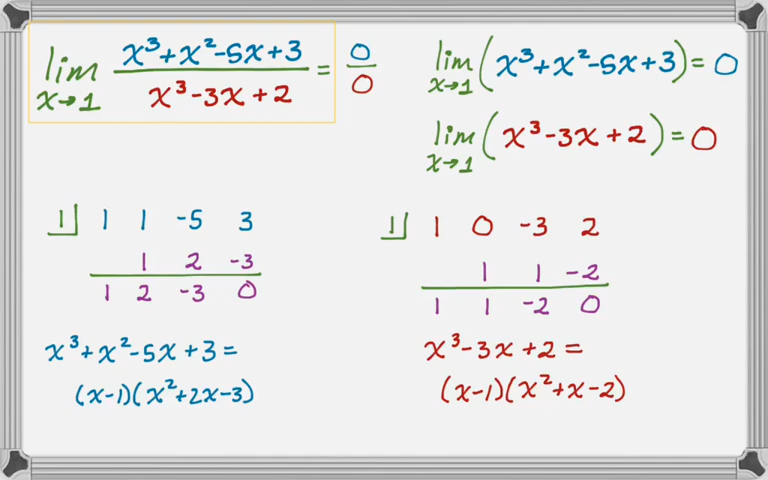 lim x→1 (x³+x²-5x+3)/(x³-3x+2) = 0/0
lim x→1 (x³+x²-5x+3) = 0
lim x→1 (x³-3x+2) = 0
1| 1 1 -5 3
1 2 -3
1 2 -3 0
x³+x²-5x+3 =
(x-1)(x²+2x-3)
1| 1 0 -3 2
1 1 -2
1 1 -2 0
x³-3x+2 =
(x-1)(x²+x-2)